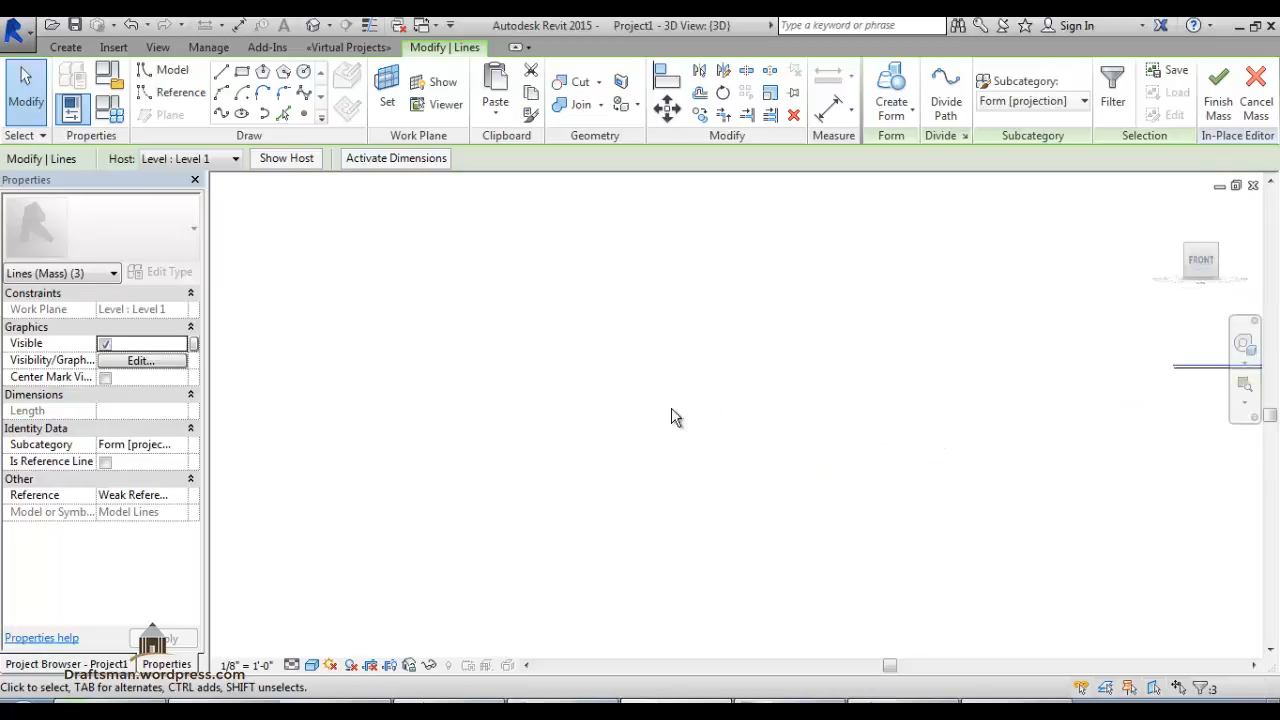 Autodesk Revit 2015 - Project1 - 3D View: {3D}
Type a keyword or phrase
Sign In
Create
Insert
View
Manage
Add-Ins
«Virtual Projects»
Modify | Lines
Modify
Model
Reference
Plane
Set
Show
Viewer
Paste
Cut
Join
Create Form
Divide Path
Subcategory:
Form [projection]
Filter
Save
Load
Edit
Finish Mass
Cancel Mass
Select
Properties
Draw
Work Plane
Clipboard
Geometry
Modify
Measure
Form
Divide
Subcategory
Selection
In-Place Editor
Modify | Lines
Host:
Level : Level 1
Show Host
Activate Dimensions
Properties
Lines (Mass) (3)
Edit Type
Constraints
Work Plane
Level : Level 1
Graphics
Visible
Visibility/Graph...
Edit...
Center Mark Vi...
Dimensions
Length
Identity Data
Subcategory
Form [projec...
Is Reference Line
Other
Reference
Weak Refere...
Model or Symb...
Model Lines
FRONT
Properties help
Project Browser - Project1
Properties
1/8" = 1'-0"
Draftsman.wordpress.com
Click to select, TAB for alternates, CTRL adds, SHIFT unselects.
:3